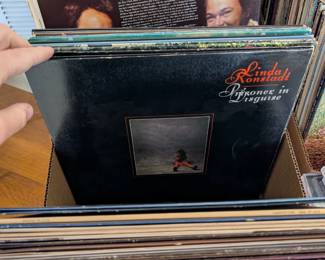 Linda
Ronstadt
Prisoner in
Disguise